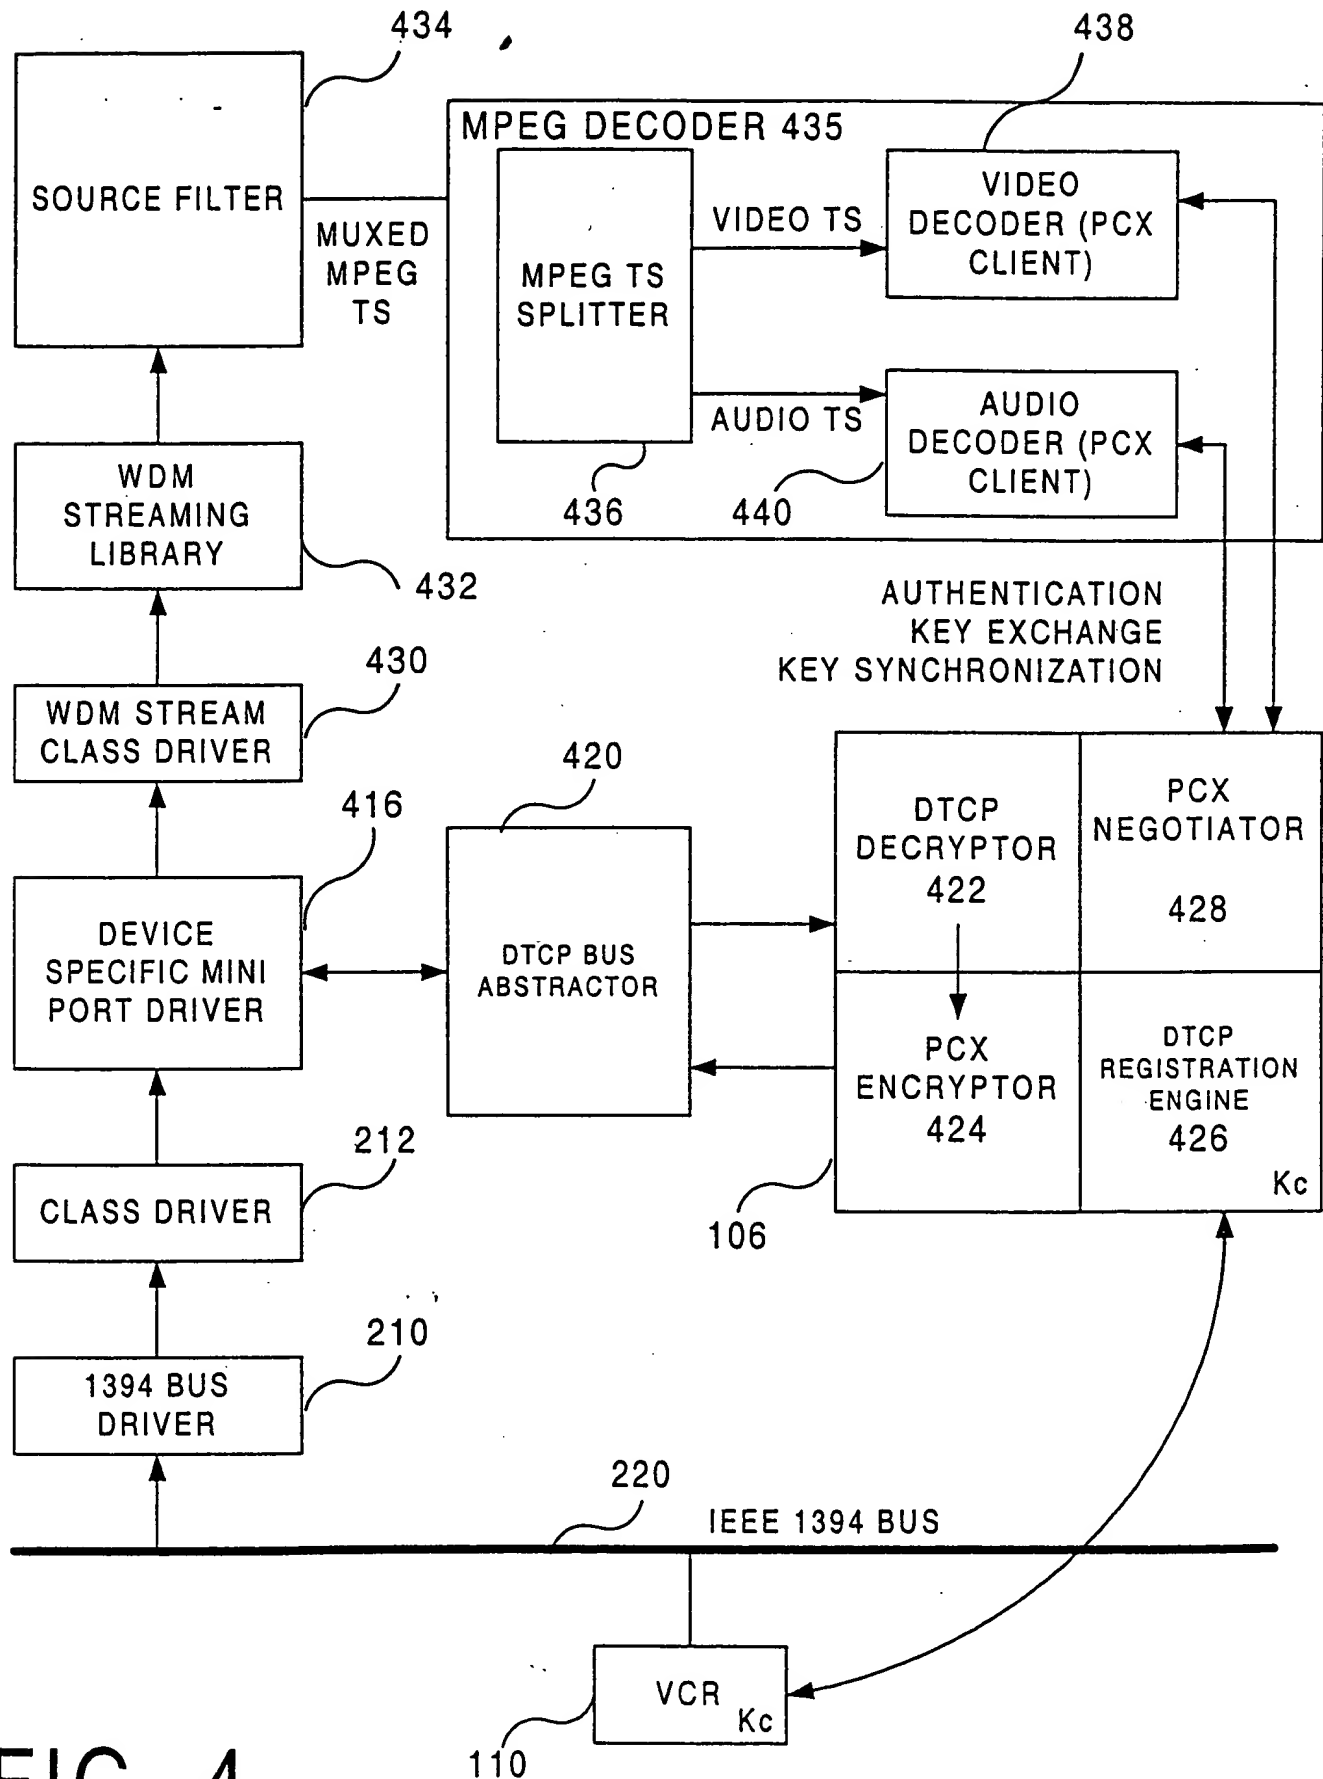 434
438
SOURCE FILTER
MUXED
MPEG
TS
MPEG DECODER 435
MPEG TS
SPLITTER
436
VIDEO TS
AUDIO TS
VIDEO
DECODER (PCX
CLIENT)
AUDIO
DECODER (PCX
CLIENT)
440
WDM
STREAMING
LIBRARY
432
AUTHENTICATION
KEY EXCHANGE
KEY SYNCHRONIZATION
430
WDM STREAM
CLASS DRIVER
416
420
DEVICE
SPECIFIC MINI
PORT DRIVER
DTCP BUS
ABSTRACTOR
DTCP
DECRYPTOR
422
PCX
NEGOTIATOR
428
PCX
ENCRYPTOR
424
DTCP
REGISTRATION
ENGINE
426
Kc
106
212
CLASS DRIVER
210
1394 BUS
DRIVER
220
IEEE 1394 BUS
VCR
Kc
110
FIG. 4